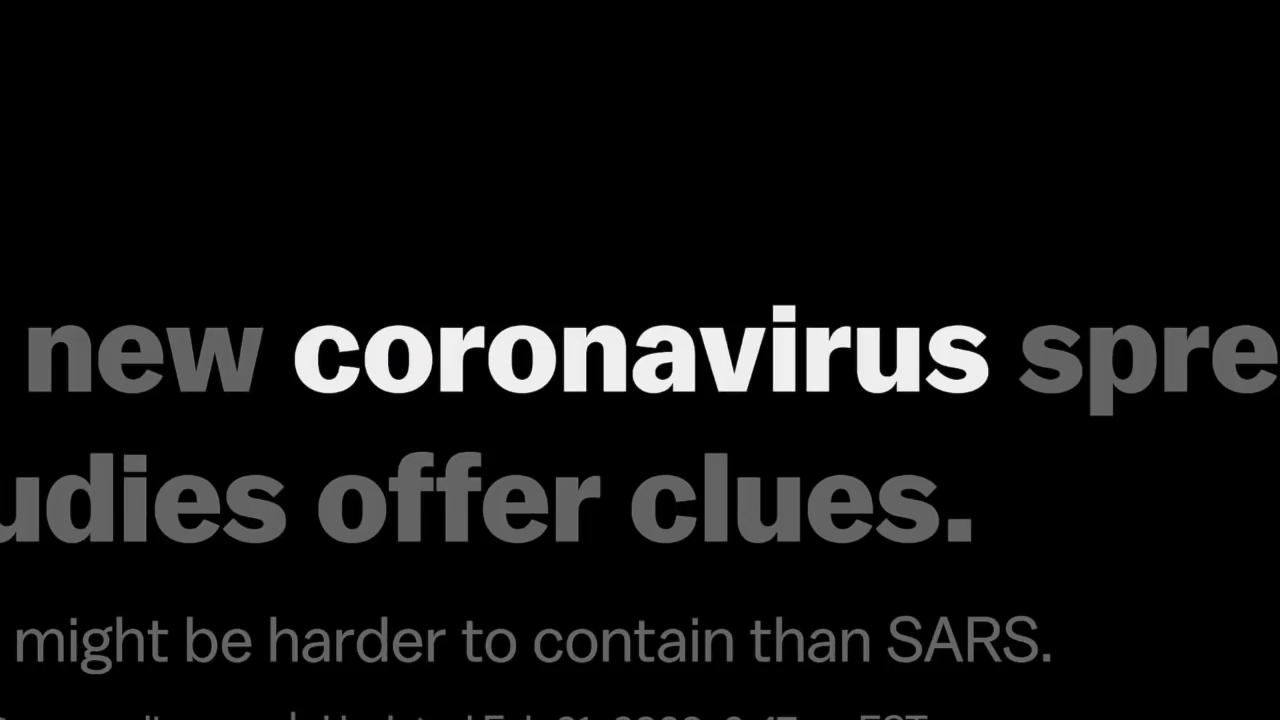 new coronavirus spre
udies offer clues.
might be harder to contain than SARS.